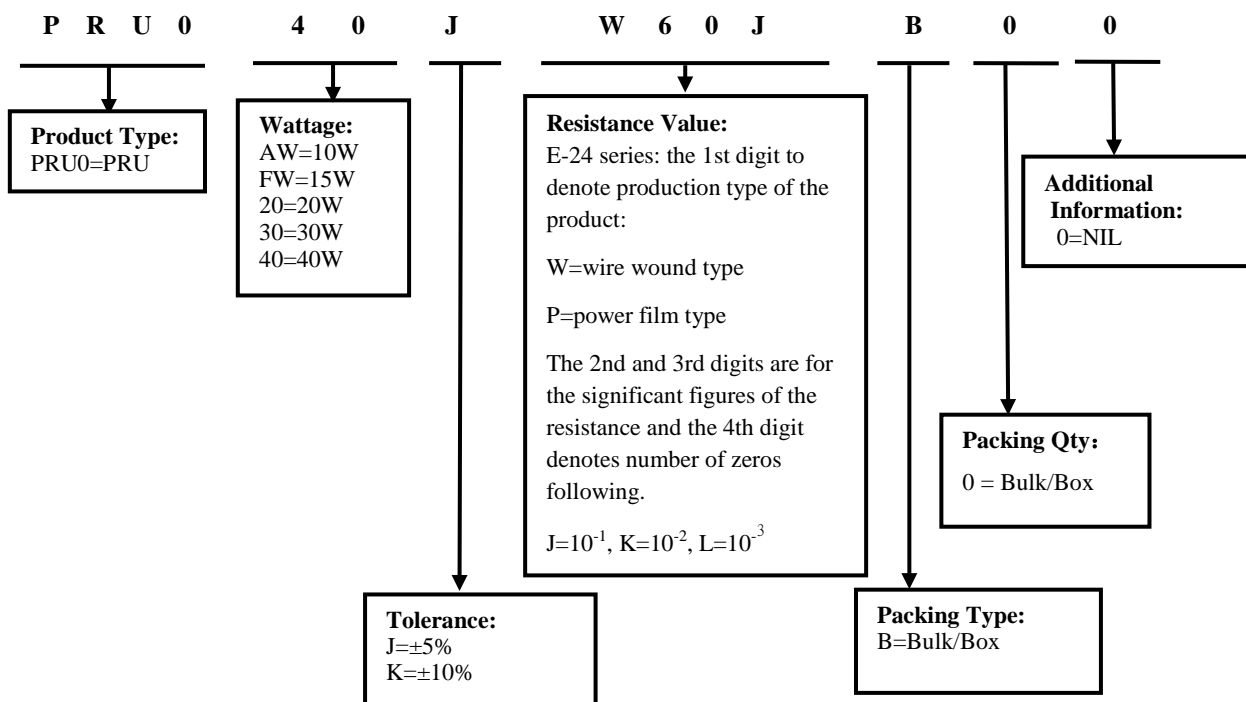 P R U 0 4 0 J W 6 0 J B 0 0
Product Type:
PRU0=PRU
Wattage:
AW=10W
FW=15W
20=20W
30=30W
40=40W
Tolerance:
J=±5%
K=±10%
Resistance Value:
E-24 series: the 1st digit to
denote production type of the
product:
W=wire wound type
P=power film type
The 2nd and 3rd digits are for
the significant figures of the
resistance and the 4th digit
denotes number of zeros
following.
J=10⁻¹, K=10⁻², L=10⁻³
Packing Type:
B=Bulk/Box
Packing Qty：
0 = Bulk/Box
Additional
Information:
0=NIL